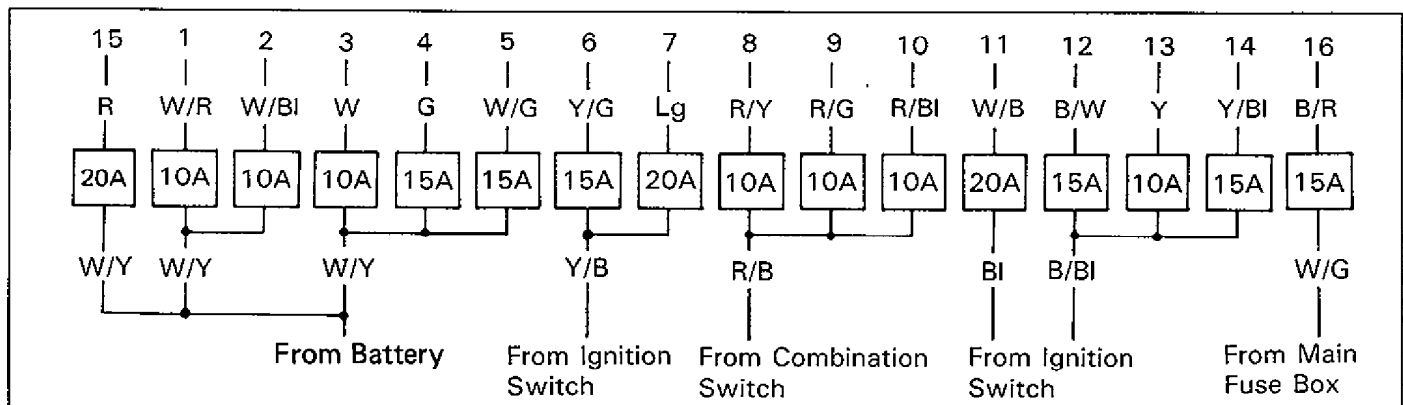 15 1 2 3 4 5 6 7 8 9 10 11 12 13 14 16
R W/R W/Bl W G W/G Y/G Lg R/Y R/G R/Bl W/B B/W Y Y/Bl B/R
20A 10A 10A 10A 15A 15A 15A 20A 10A 10A 10A 20A 15A 10A 15A 15A
W/Y W/Y W/Y Y/B R/B Bl B/Bl W/G
From Battery From Ignition From Combination From Ignition From Main
Switch Switch Switch Fuse Box